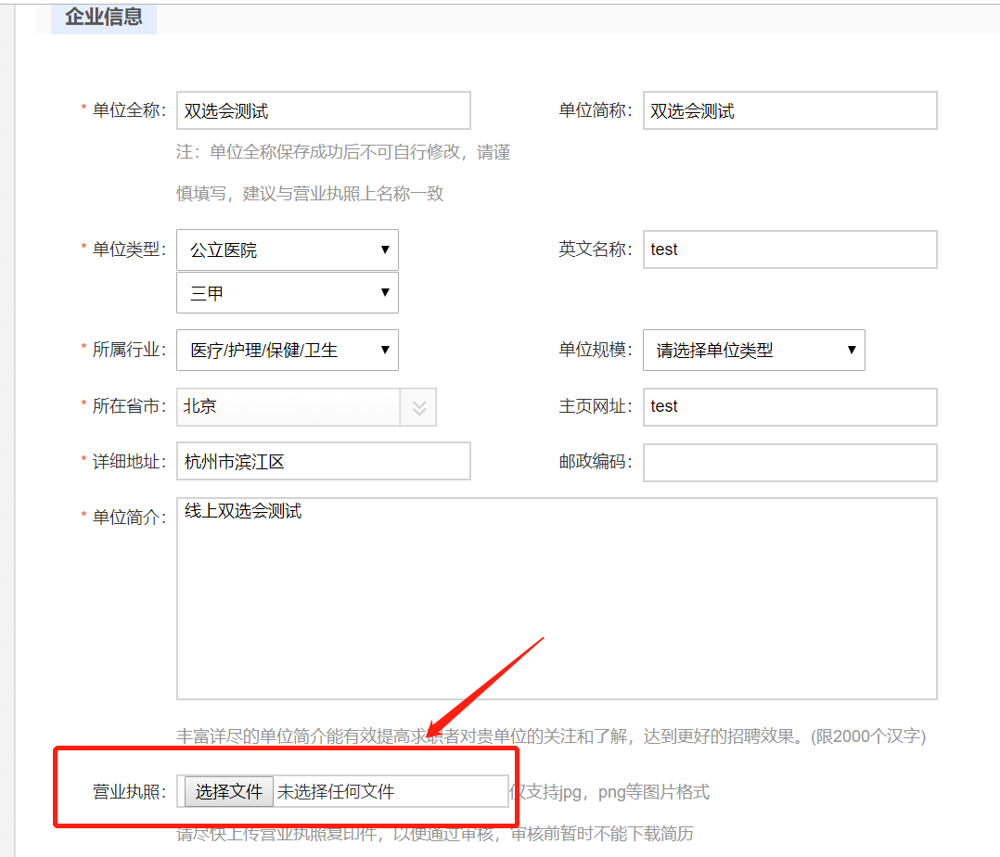 企业信息
* 单位全称： 双选会测试 单位简称： 双选会测试
注：单位全称保存成功后不可自行修改，请谨
慎填写，建议与营业执照上名称一致
* 单位类型： 公立医院 英文名称： test
三甲
* 所属行业： 医疗/护理/保健/卫生 单位规模： 请选择单位类型
* 所在省市： 北京 主页网址： test
* 详细地址： 杭州市滨江区 邮政编码：
* 单位简介： 线上双选会测试
丰富详尽的单位简介能有效提高求职者对贵单位的关注和了解，达到更好的招聘效果。(限2000个汉字)
营业执照： 选择文件 未选择任何文件 仅支持jpg，png等图片格式
请尽快上传营业执照复印件，以便通过审核，审核前暂时不能下载简历